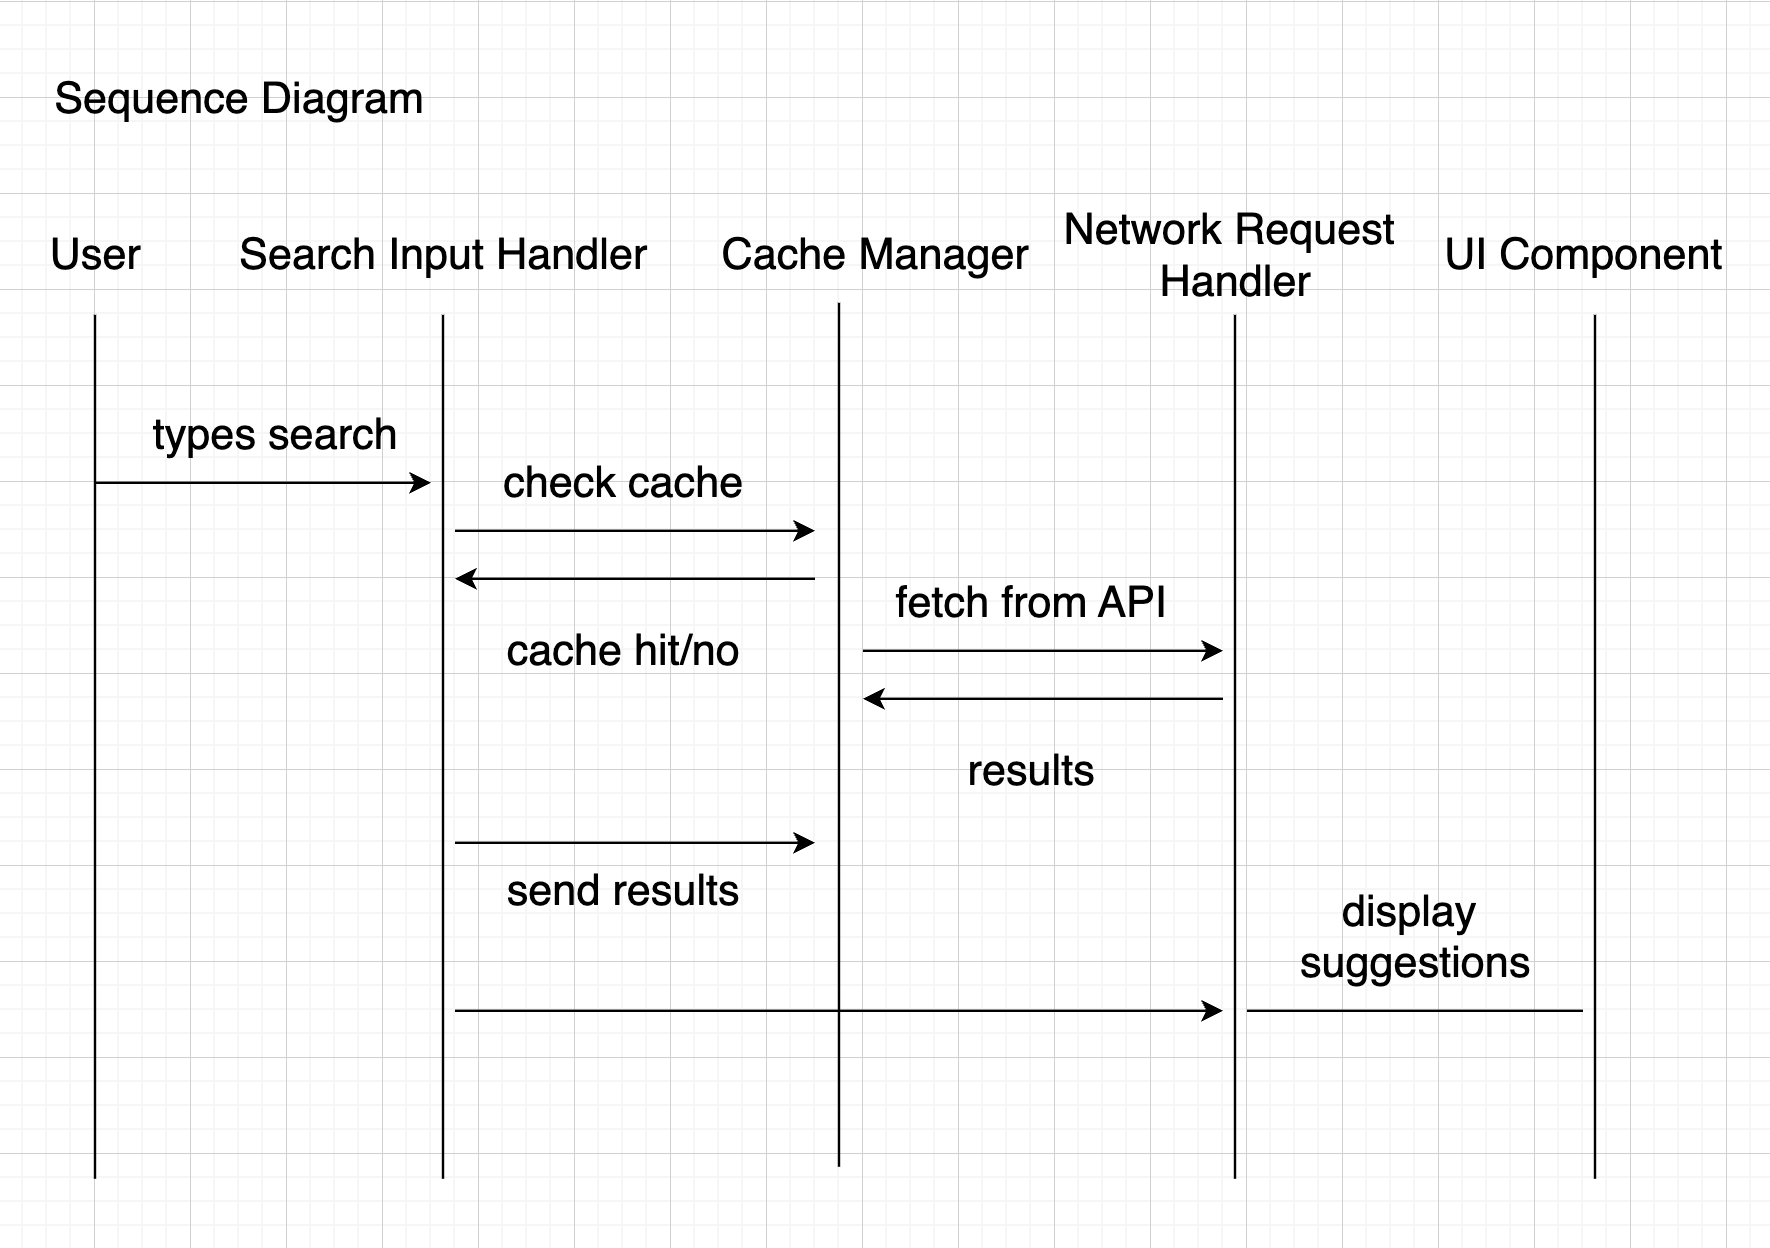 Sequence Diagram
User
Search Input Handler
Cache Manager
Network Request
Handler
UI Component
types search
check cache
cache hit/no
fetch from API
results
send results
display
suggestions